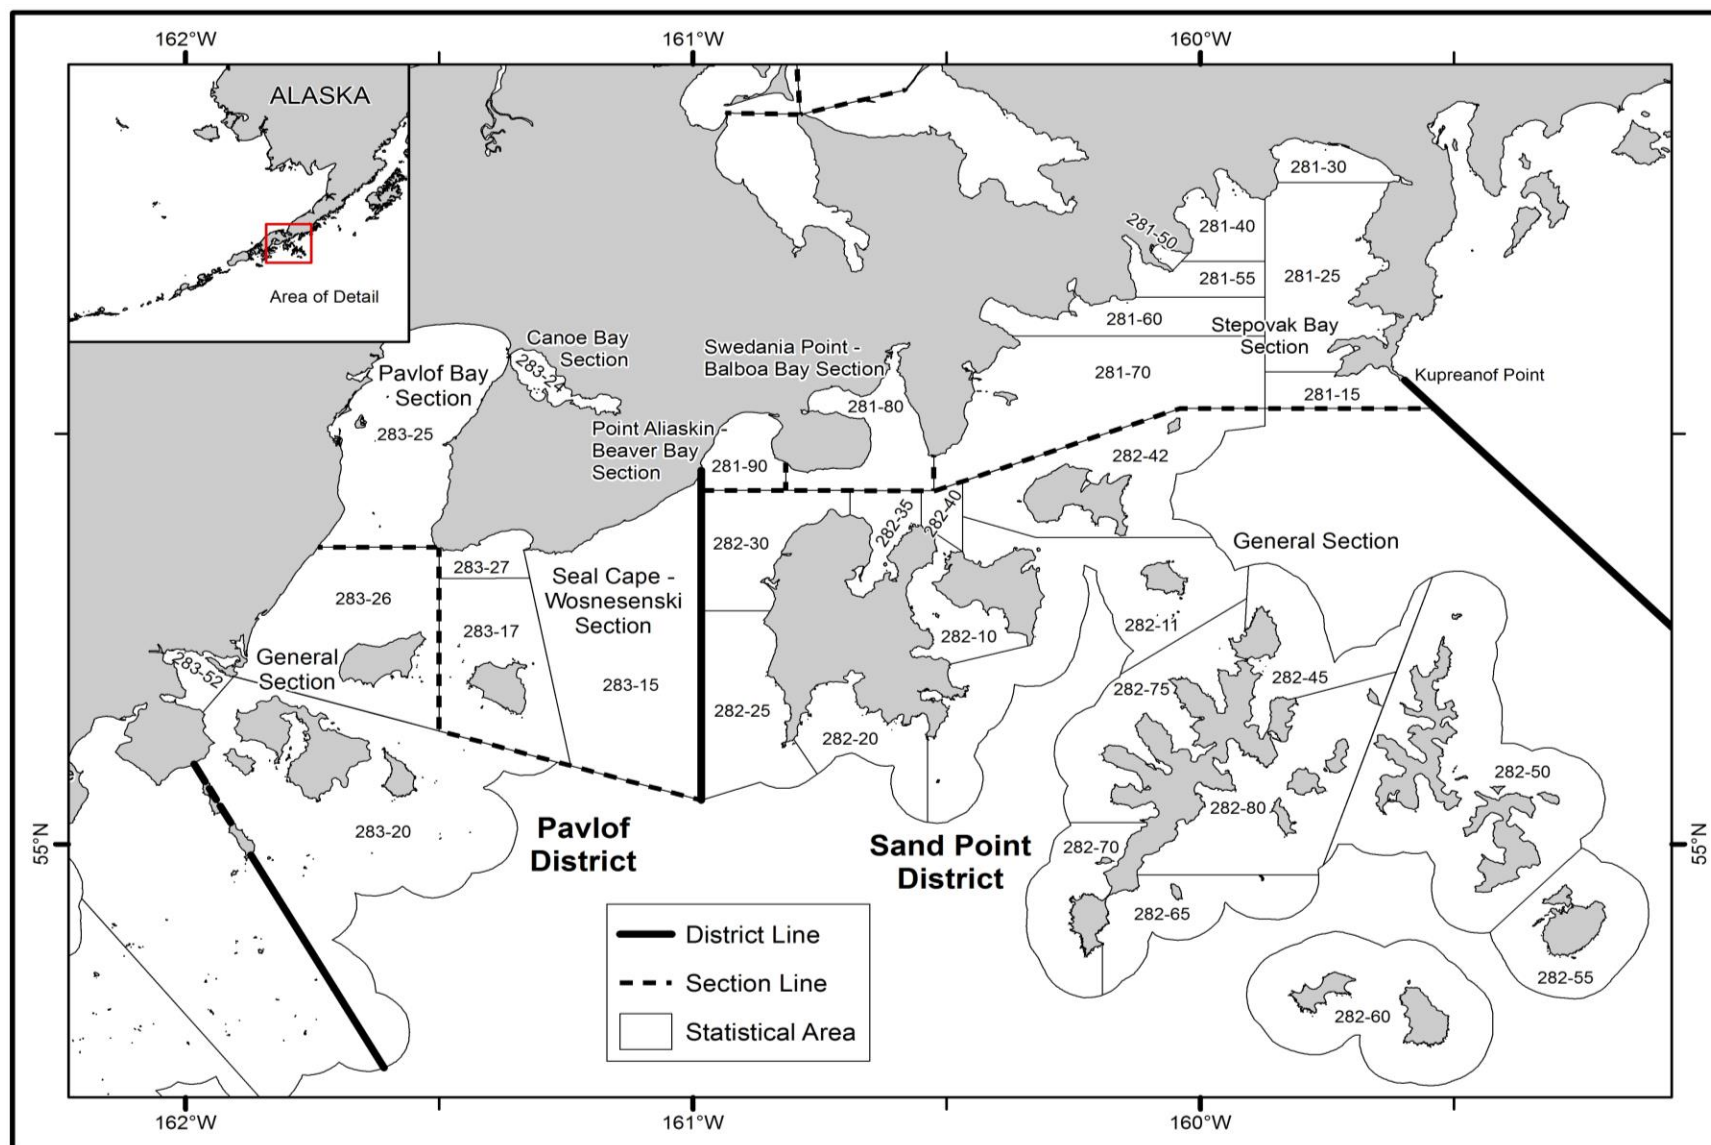 162°W
161°W
160°W
ALASKA
Area of Detail
281-30
281-40
281-50
281-55
281-25
281-60
Stepovak Bay
Section
281-70
Kupreanof Point
281-15
Canoe Bay
Section
283-24
Swedania Point -
Balboa Bay Section
281-80
Pavlof Bay
Section
283-25
Point Aliaskin -
Beaver Bay
Section
281-90
282-42
282-35
282-40
282-30
General Section
283-27
Seal Cape -
Wosnesenski
Section
283-26
283-17
282-10
282-11
General
Section
283-52
283-15
282-25
282-20
282-75
282-45
282-50
282-80
283-20
Pavlof
District
Sand Point
District
282-70
282-65
282-55
282-60
55°N
55°N
District Line
Section Line
Statistical Area
162°W
161°W
160°W